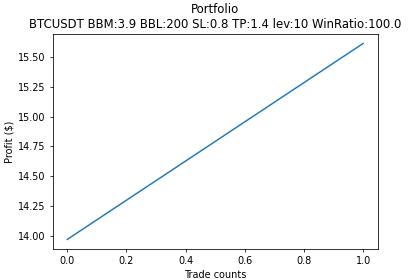 Portfolio
BTCUSDT BBM:3.9 BBL:200 SL:0.8 TP:1.4 lev:10 WinRatio:100.0
15.50
15.25
15.00
14.75
14.50
14.25
14.00
Profit ($)
0.0 0.2 0.4 0.6 0.8 1.0
Trade counts